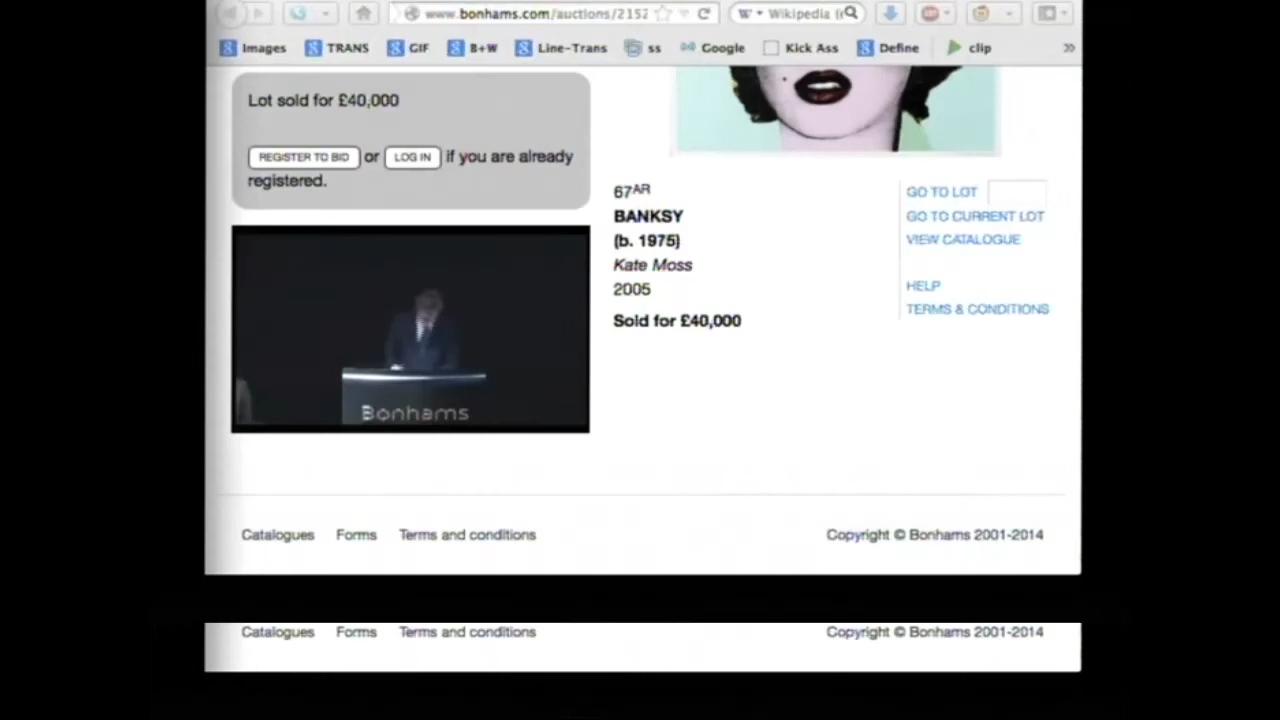 www.bonhams.com/auctions/2152
Wikipedia (
Images TRANS GIF B+W Line-Trans ss Google Kick Ass Define clip »
Lot sold for £40,000
REGISTER TO BID or LOG IN if you are already
registered.
Bonhams
67AR
BANKSY
(b. 1975)
Kate Moss
2005
Sold for £40,000
GO TO LOT
GO TO CURRENT LOT
VIEW CATALOGUE
HELP
TERMS & CONDITIONS
Catalogues Forms Terms and conditions Copyright © Bonhams 2001-2014
Catalogues Forms Terms and conditions Copyright © Bonhams 2001-2014